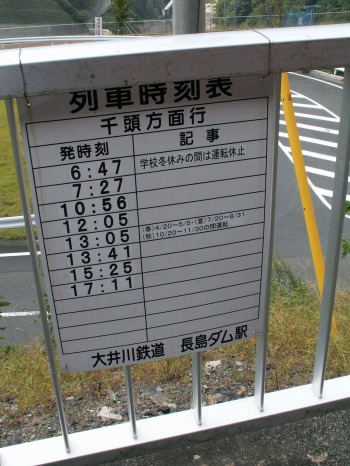 列車時刻表
千頭方面行
発時刻 記事
6:47 学校冬休みの間は運転休止
7:27
10:56
12:05
13:05 (春)4/20~5/5・(夏)7/20~8/31
(秋)10/20~11/30の間運転
13:41
15:25
17:11
大井川鉄道 長島ダム駅